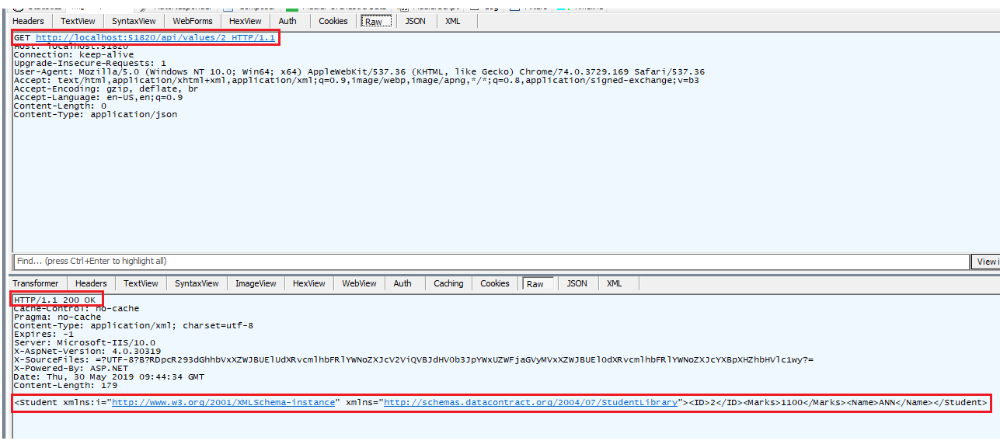 Headers TextView SyntaxView WebForms HexView Auth Cookies Raw JSON XML
GET http://localhost:51820/api/values/2 HTTP/1.1
Host: localhost:51820
Connection: keep-alive
Upgrade-Insecure-Requests: 1
User-Agent: Mozilla/5.0 (Windows NT 10.0; Win64; x64) AppleWebKit/537.36 (KHTML, like Gecko) Chrome/74.0.3729.169 Safari/537.36
Accept: text/html,application/xhtml+xml,application/xml;q=0.9,image/webp,image/apng,*/*;q=0.8,application/signed-exchange;v=b3
Accept-Encoding: gzip, deflate, br
Accept-Language: en-US,en;q=0.9
Content-Length: 0
Content-Type: application/json
Find... (press Ctrl+Enter to highlight all) View i
Transformer Headers TextView SyntaxView ImageView HexView WebView Auth Caching Cookies Raw JSON XML
HTTP/1.1 200 OK
Cache-Control: no-cache
Pragma: no-cache
Content-Type: application/xml; charset=utf-8
Expires: -1
Server: Microsoft-IIS/10.0
X-AspNet-Version: 4.0.30319
X-SourceFiles:
X-Powered-By: ASP.NET
Date: Thu, 30 May 2019 09:44:34 GMT
Content-Length: 179
<Student xmlns:i="http://www.w3.org/2001/XMLSchema-instance" xmlns="http://schemas.datacontract.org/2004/07/StudentLibrary"><ID>2</ID><Marks>1100</Marks><Name>ANN</Name></Student>